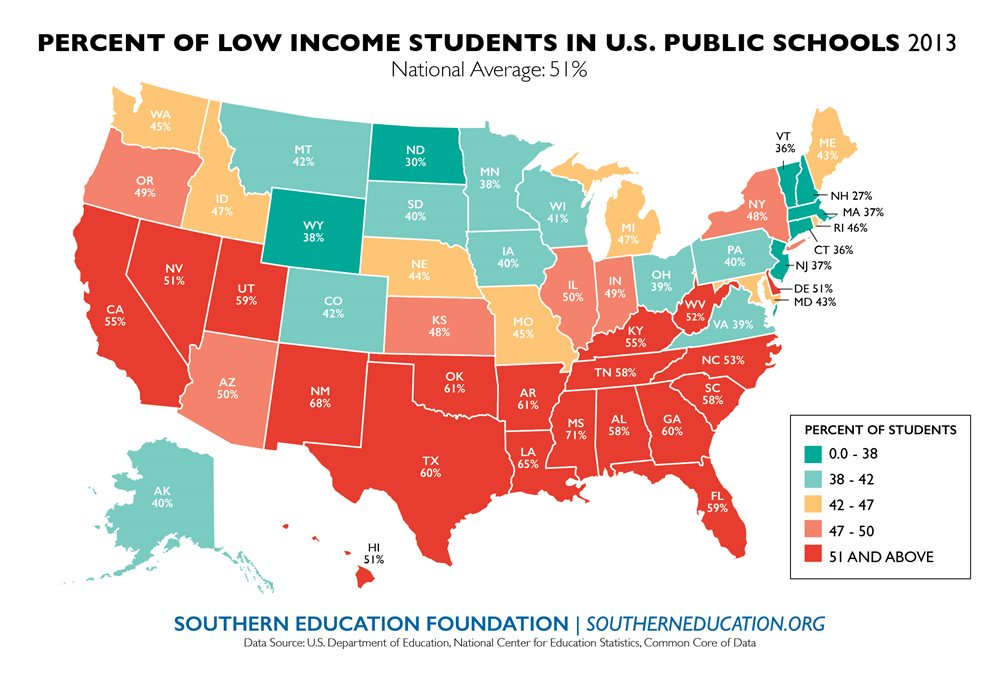 PERCENT OF LOW INCOME STUDENTS IN U.S. PUBLIC SCHOOLS 2013
National Average: 51%
WA
45%
OR
49%
ID
47%
MT
42%
WY
38%
ND
30%
SD
40%
MN
38%
WI
41%
MI
47%
VT
36%
ME
43%
NH 27%
MA 37%
RI 46%
CT 36%
NY
48%
NJ 37%
PA
40%
DE 51%
MD 43%
CA
55%
NV
51%
UT
59%
CO
42%
NE
44%
IA
40%
KS
48%
MO
45%
IL
50%
IN
49%
OH
39%
WV
52%
VA 39%
KY
55%
AZ
50%
NM
68%
OK
61%
AR
61%
TN 58%
NC 53%
SC
58%
MS
71%
AL
58%
GA
60%
TX
60%
LA
65%
FL
59%
AK
40%
HI
51%
PERCENT OF STUDENTS
0.0 - 38
38 - 42
42 - 47
47 - 50
51 AND ABOVE
SOUTHERN EDUCATION FOUNDATION | SOUTHERNEDUCATION.ORG
Data Source: U.S. Department of Education, National Center for Education Statistics, Common Core of Data